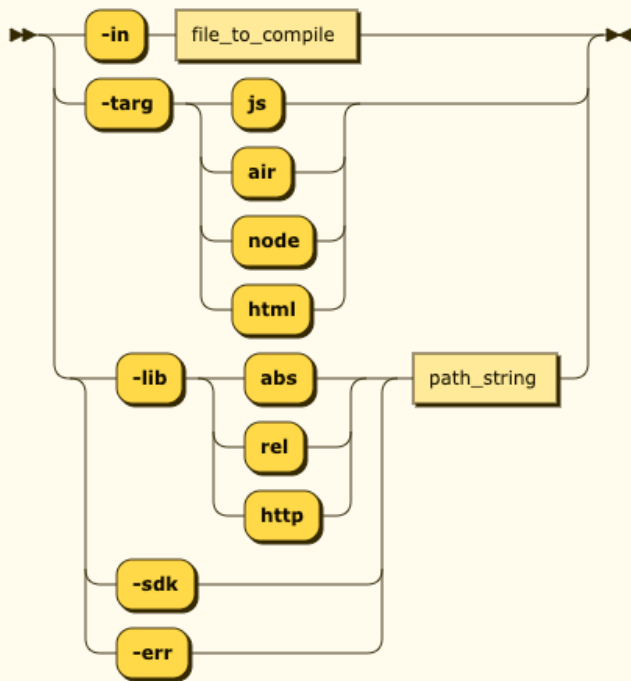 -in file_to_compile
-targ js
air
node
html
-lib abs path_string
rel
http
-sdk
-err